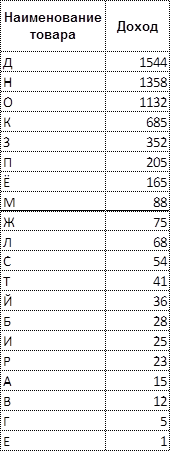 Наименование товара Доход
Д 1544
Н 1358
О 1132
К 685
З 352
П 205
Ё 165
М 88
Ж 75
Л 68
С 54
Т 41
Й 36
Б 28
И 25
Р 23
А 15
В 12
Г 5
Е 1